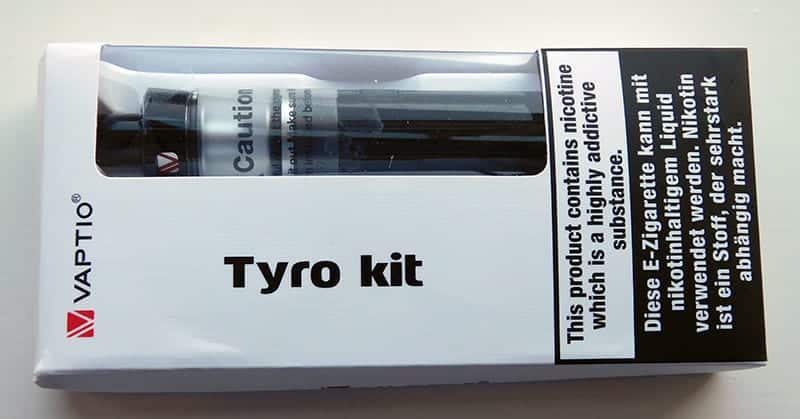 VAPTIO®
Tyro kit
Caution
This product contains nicotine
which is a highly addictive
substance.
Diese E-Zigarette kann mit
nikotinhaltigem Liquid
verwendet werden. Nikotin
ist ein Stoff, der sehrstark
abhängig macht.